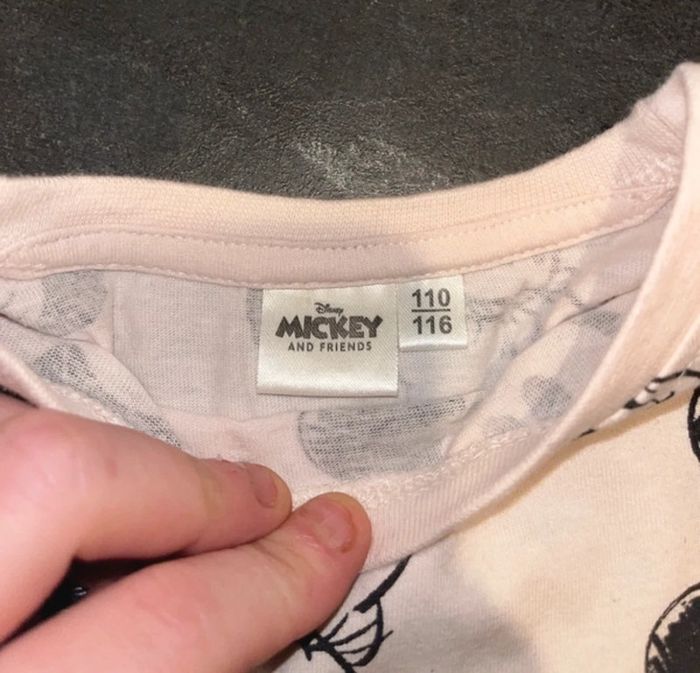 Disney
MICKEY
AND FRIENDS
110
116